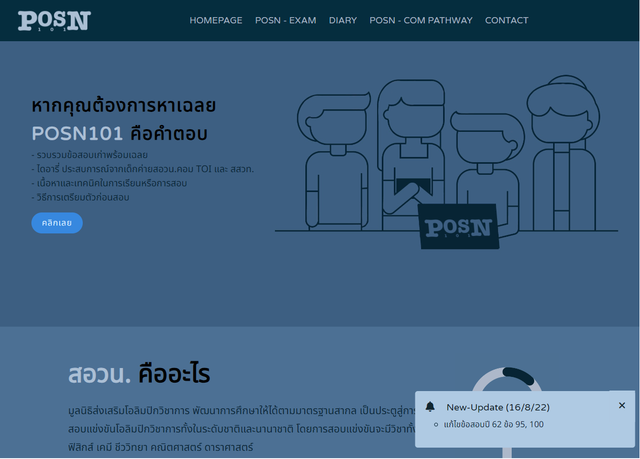 POSN
101
HOMEPAGE
POSN - EXAM
DIARY
POSN - COM PATHWAY
CONTACT
หากคุณต้องการหาเฉลย
POSN101 คือคำตอบ
- รวบรวมข้อสอบเก่าพร้อมเฉลย
- ไดอารี่ ประสบการณ์จากเด็กค่ายสอวน.คอม TOI และ สสวท.
- เนื้อหาและเทคนิคในการเรียนหรือการสอบ
- วิธีการเตรียมตัวก่อนสอบ
คลิกเลย
POSN
101
สอวน. คืออะไร
มูลนิธิส่งเสริมโอลิมปิกวิชาการ พัฒนาการศึกษาให้ได้ตามมาตรฐานสากล เป็นประตูสู่การ
สอบแข่งขันโอลิมปิกวิชาการทั้งในระดับชาติและนานาชาติ โดยการสอบแข่งขันจะมีวิชาทั้ง
ฟิสิกส์ เคมี ชีววิทยา คณิตศาสตร์ ดาราศาสตร์
New-Update (16/8/22)
×
แก้ไขข้อสอบปี 62 ข้อ 95, 100